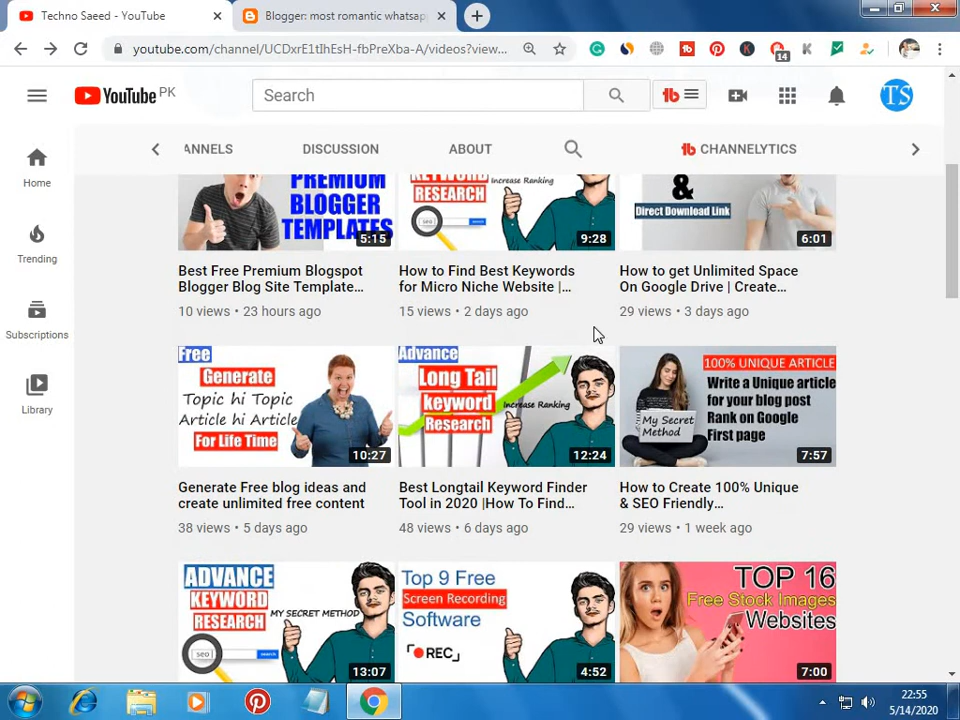 Techno Saeed - YouTube
Blogger: most romantic whatsap
youtube.com/channel/UCDxrE1tIhEsH-fbPreXba-A/videos?view...
14
YouTube PK
Search
TS
ANNELS
DISCUSSION
ABOUT
CHANNELYTICS
Home
Trending
Subscriptions
Library
PREMIUM
BLOGGER
TEMPLATES
5:15
Best Free Premium Blogspot
Blogger Blog Site Template...
10 views • 23 hours ago
KEYWORD
RESEARCH
Increase Ranking
seo
search
9:28
How to Find Best Keywords
for Micro Niche Website |...
15 views • 2 days ago
&
Direct Download Link
6:01
How to get Unlimited Space
On Google Drive | Create...
29 views • 3 days ago
Free
Generate
Topic hi Topic
Article hi Article
For Life Time
10:27
Generate Free blog ideas and
create unlimited free content
38 views • 5 days ago
Advance
Long Tail
keyword
Research
Increase Ranking
12:24
Best Longtail Keyword Finder
Tool in 2020 |How To Find...
48 views • 6 days ago
100% UNIQUE ARTICLE
Write a Unique article
for your blog post
Rank on Google
First page
My Secret
Method
7:57
How to Create 100% Unique
& SEO Friendly...
29 views • 1 week ago
ADVANCE
KEYWORD
RESEARCH
MY SECRET METHOD
seo
search
13:07
Top 9 Free
Screen Recording
Software
REC
4:52
TOP 16
Free Stock Images
Websites
7:00
22:55
5/14/2020